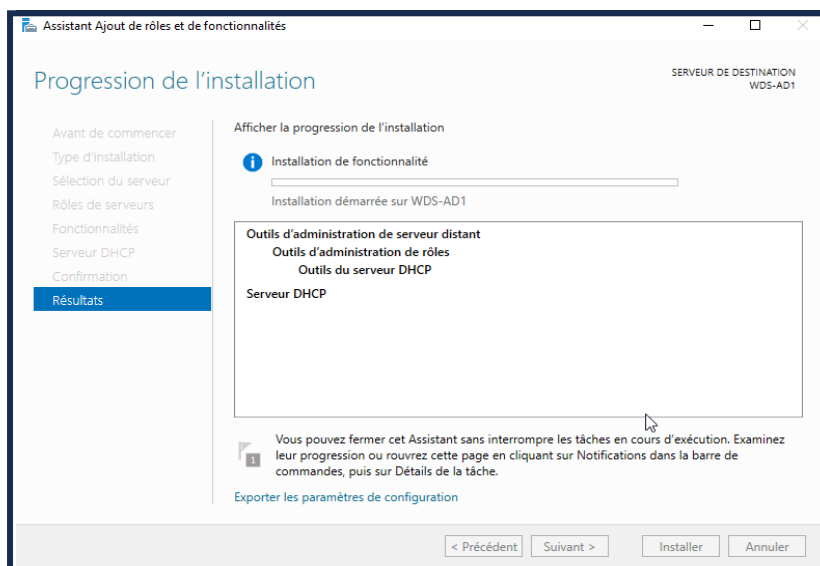 Assistant Ajout de rôles et de fonctionnalités
Progression de l'installation
SERVEUR DE DESTINATION
WDS-AD1
Avant de commencer
Type d'installation
Sélection du serveur
Rôles de serveurs
Fonctionnalités
Serveur DHCP
Confirmation
Résultats
Afficher la progression de l'installation
Installation de fonctionnalité
Installation démarrée sur WDS-AD1
Outils d'administration de serveur distant
Outils d'administration de rôles
Outils du serveur DHCP
Serveur DHCP
1
Vous pouvez fermer cet Assistant sans interrompre les tâches en cours d'exécution. Examinez
leur progression ou rouvrez cette page en cliquant sur Notifications dans la barre de
commandes, puis sur Détails de la tâche.
Exporter les paramètres de configuration
< Précédent
Suivant >
Installer
Annuler